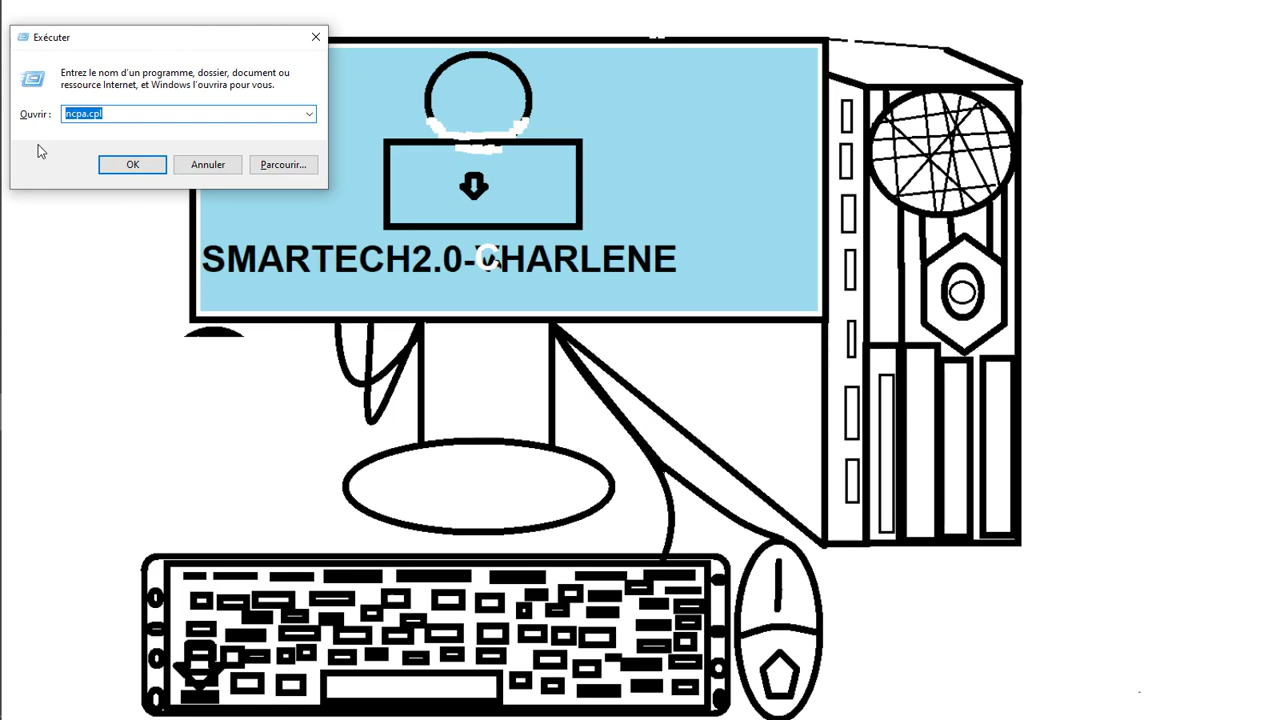 Exécuter
Entrez le nom d'un programme, dossier, document ou
ressource Internet, et Windows l'ouvrira pour vous.
Ouvrir :
ncpa.cpl
OK
Annuler
Parcourir...
SMARTECH2.0-CHARLENE